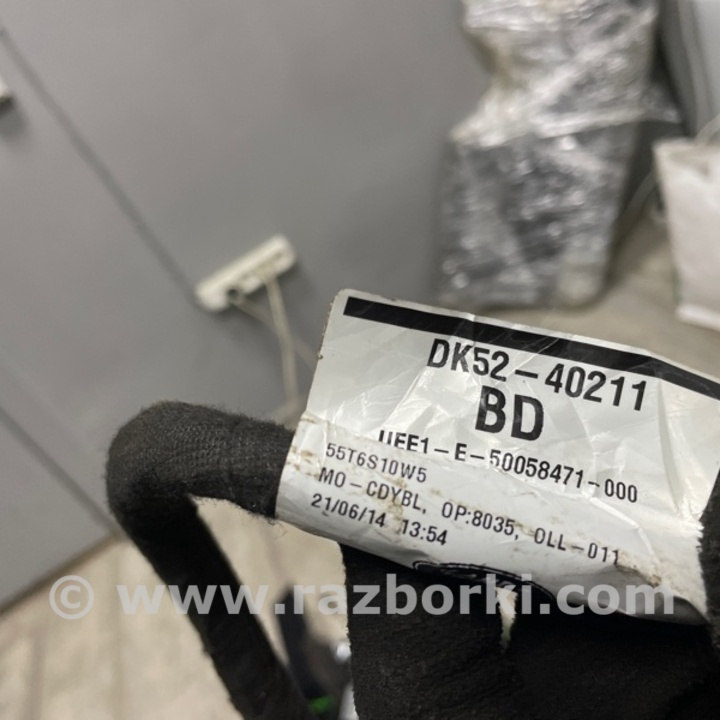 DK52-40211
BD
UEE1-E-50058471-000
55T6S10W5
MO-CDYBL, OP:8035, OLL-011
21/06/14 13:54
© www.razborki.com